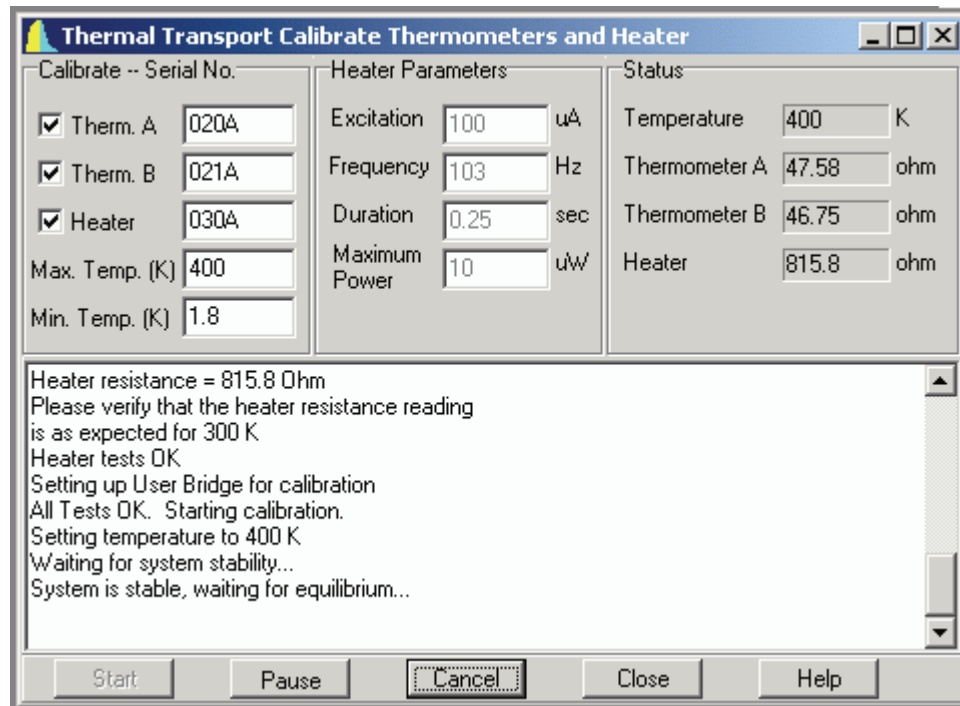 Thermal Transport Calibrate Thermometers and Heater
Calibrate -- Serial No.
Therm. A 020A
Therm. B 021A
Heater 030A
Max. Temp. (K) 400
Min. Temp. (K) 1.8
Heater Parameters
Excitation 100 uA
Frequency 103 Hz
Duration 0.25 sec
Maximum
Power 10 uW
Status
Temperature 400 K
Thermometer A 47.58 ohm
Thermometer B 46.75 ohm
Heater 815.8 ohm
Heater resistance = 815.8 Ohm
Please verify that the heater resistance reading
is as expected for 300 K
Heater tests OK
Setting up User Bridge for calibration
All Tests OK.  Starting calibration.
Setting temperature to 400 K
Waiting for system stability...
System is stable, waiting for equilibrium...
Start Pause Cancel Close Help